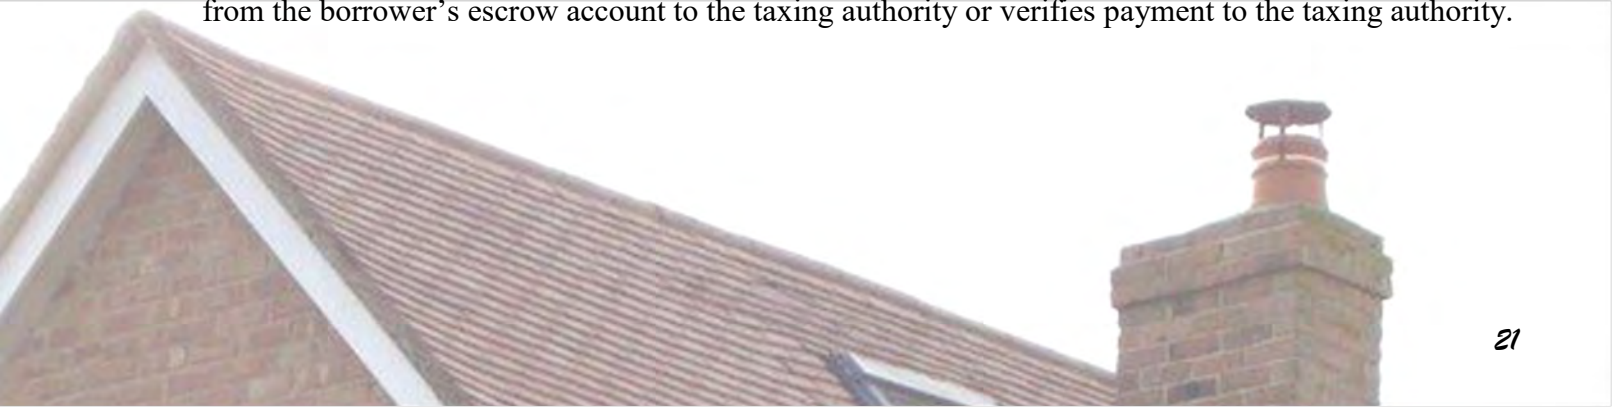 from the borrower’s escrow account to the taxing authority or verifies payment to the taxing authority.
21